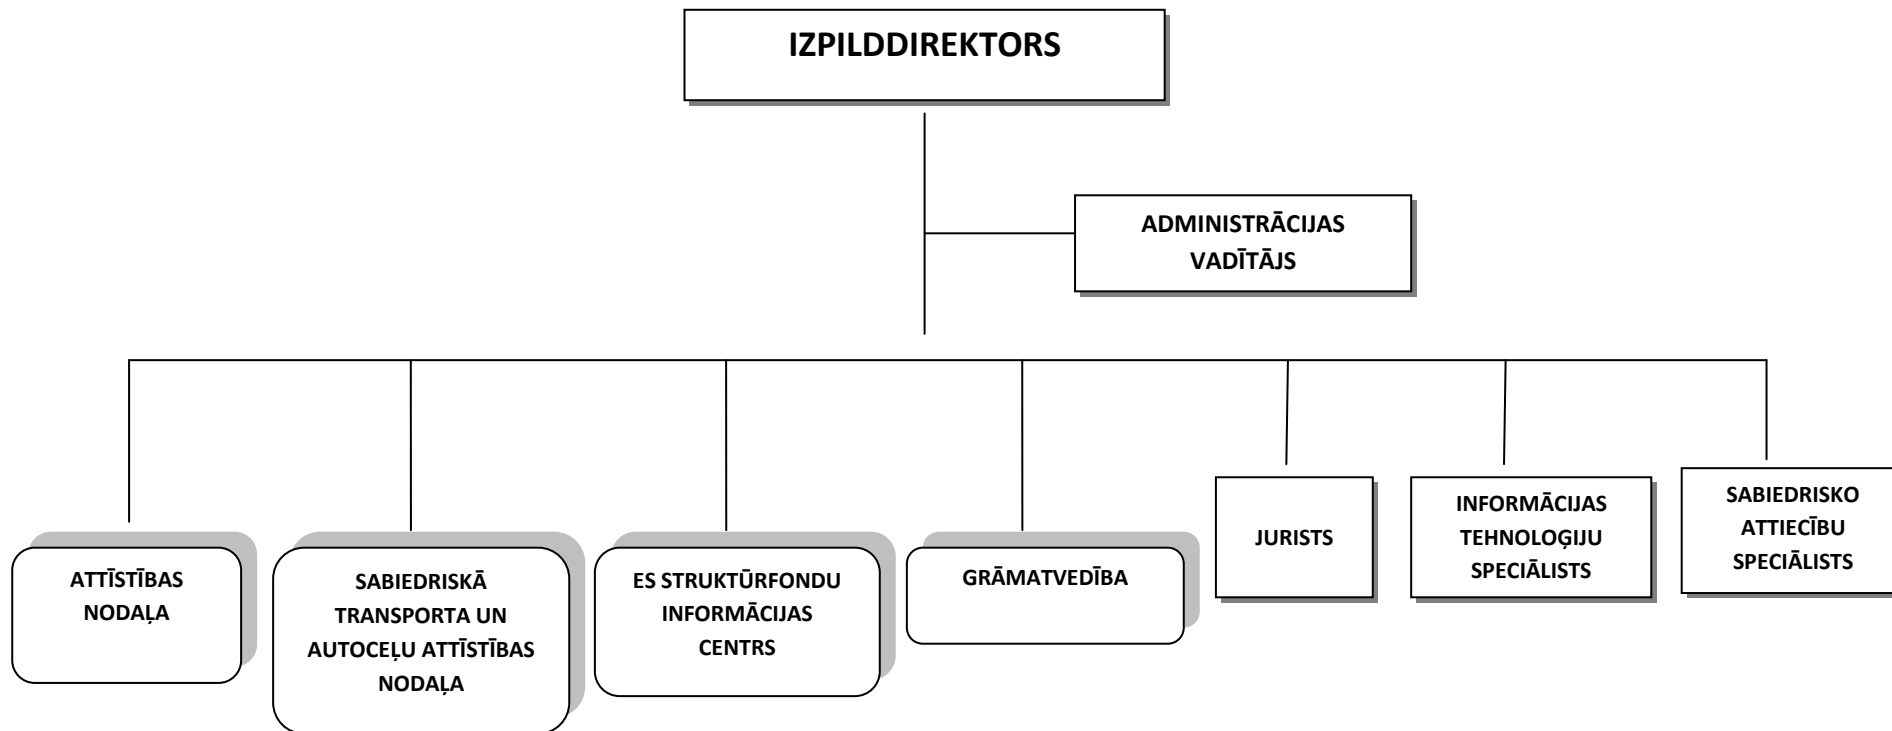 IZPILDDIREKTORS
ADMINISTRĀCIJAS
VADĪTĀJS
ATTĪSTĪBAS
NODAĻA
SABIEDRISKĀ
TRANSPORTA UN
AUTOCEĻU ATTĪSTĪBAS
NODAĻA
ES STRUKTŪRFONDU
INFORMĀCIJAS
CENTRS
GRĀMATVEDĪBA
JURISTS
INFORMĀCIJAS
TEHNOLOĢIJU
SPECIĀLISTS
SABIEDRISKO
ATTIECĪBU
SPECIĀLISTS